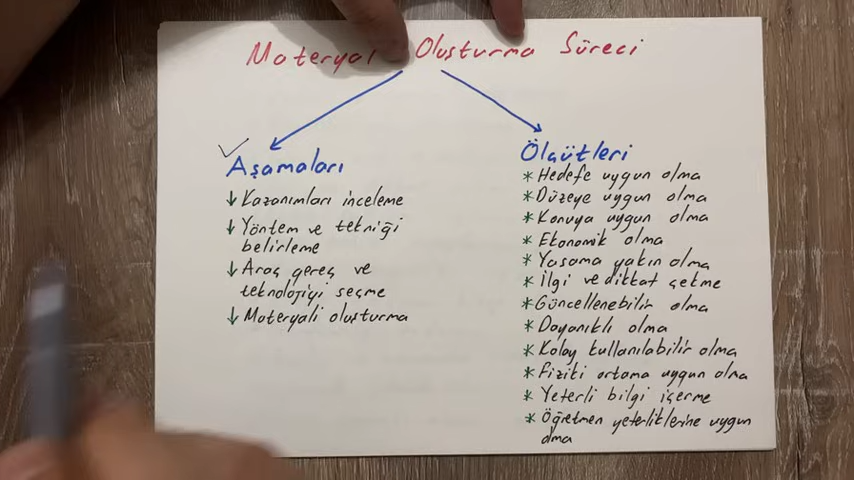 Materyal Oluşturma Süreci
Aşamaları
↓ Kazanımları inceleme
↓ Yöntem ve tekniği
belirleme
↓ Araç gereç ve
teknolojiyi seçme
↓ Materyali oluşturma
Ölçütleri
* Hedefe uygun olma
* Düzeye uygun olma
* Konuya uygun olma
* Ekonomik olma
* Yaşama yakın olma
* İlgi ve dikkat çekme
* Güncellenebilir olma
* Dayanıklı olma
* Kolay kullanılabilir olma
* Fiziki ortama uygun olma
* Yeterli bilgi içerme
* Öğretmen yeterliklerine uygun
olma